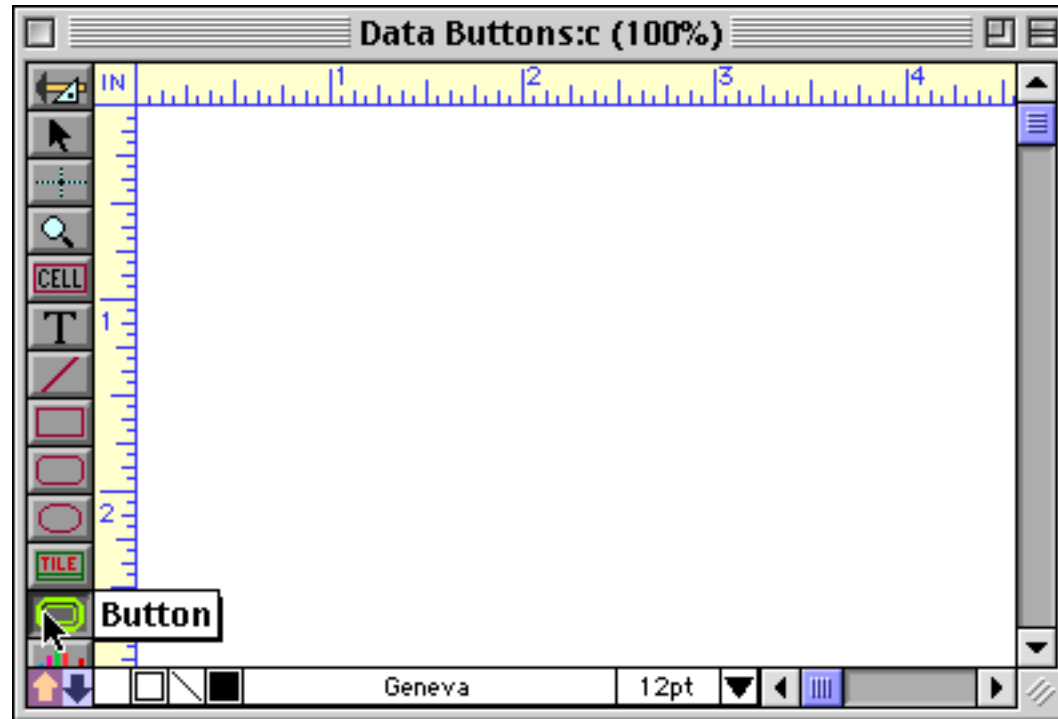 Data Buttons:c (100%)
IN
1 2 3 4
CELL
T
1
2
TILE
Button
Geneva 12pt